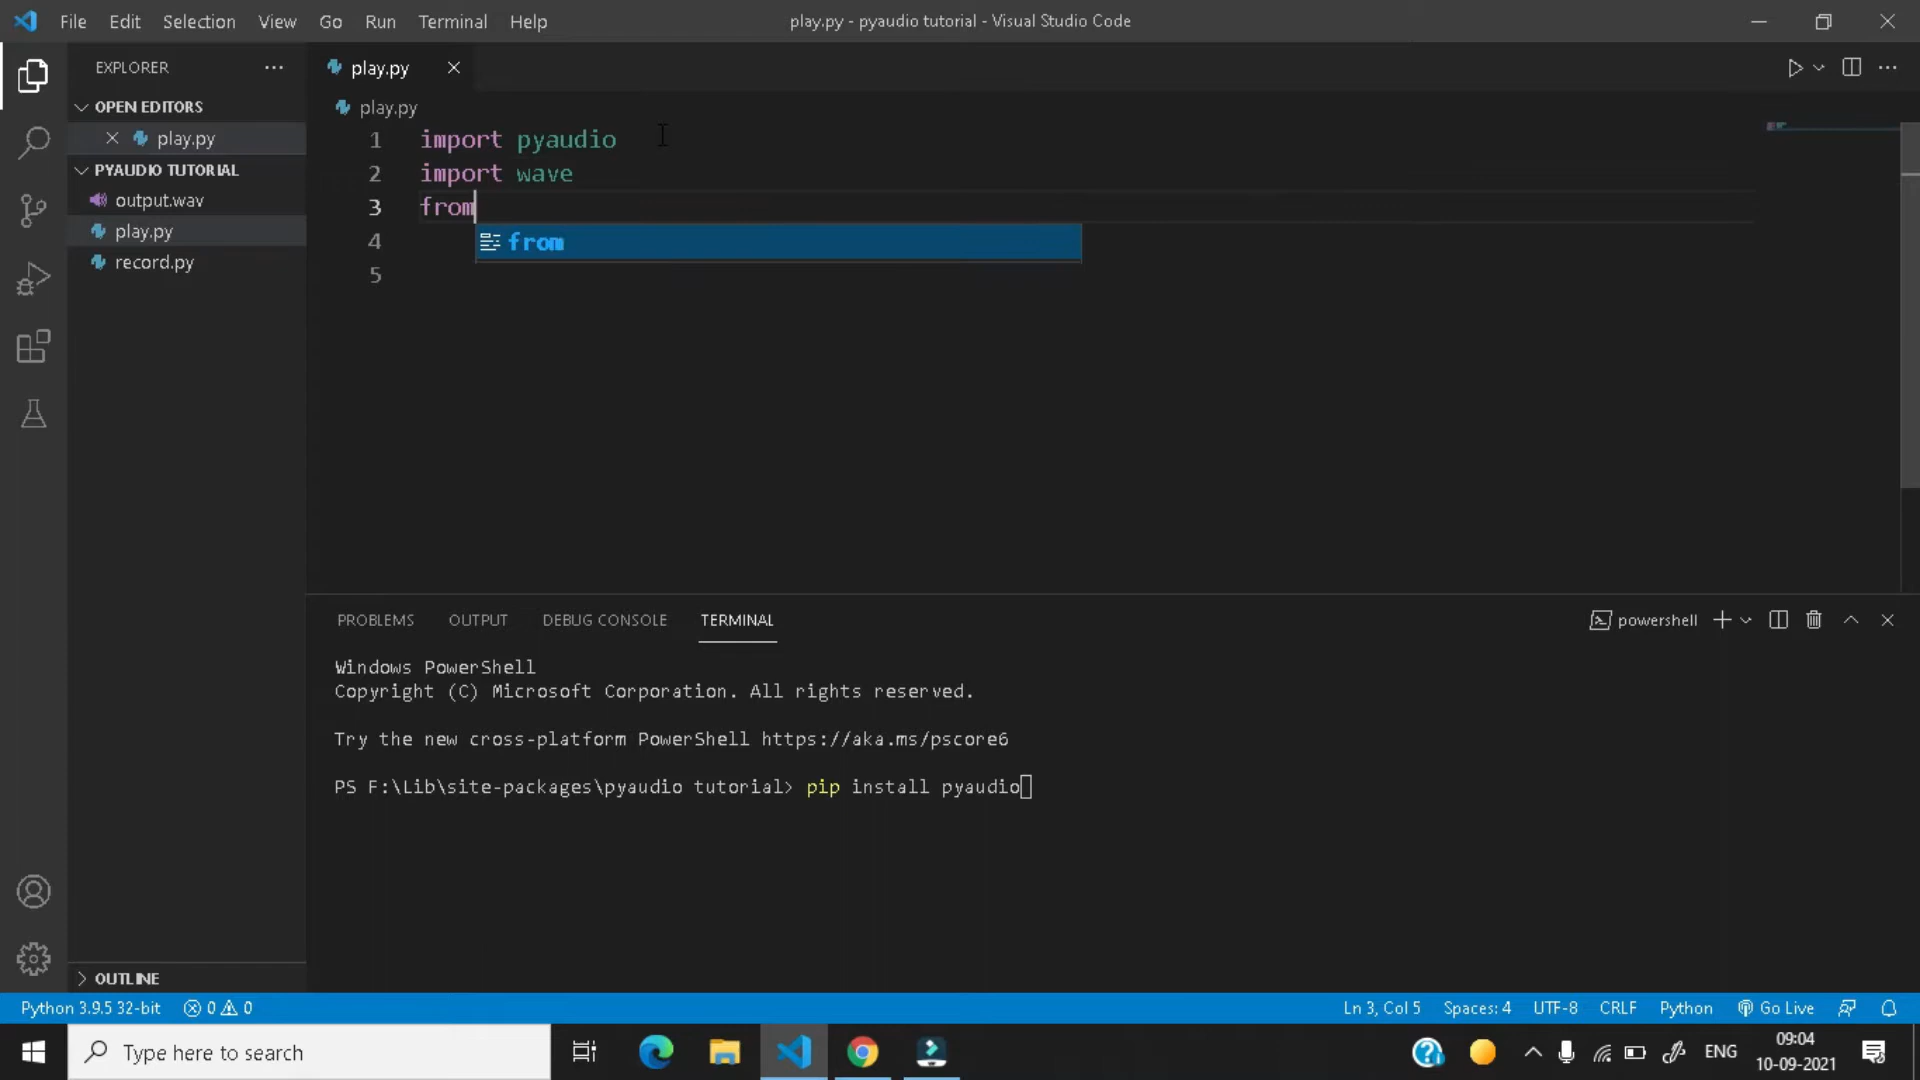 File Edit Selection View Go Run Terminal Help
play.py - pyaudio tutorial - Visual Studio Code
EXPLORER
OPEN EDITORS
play.py
PYAUDIO TUTORIAL
output.wav
play.py
record.py
OUTLINE
play.py
play.py
1 import pyaudio
2 import wave
3 from
from
4
5
PROBLEMS OUTPUT DEBUG CONSOLE TERMINAL
powershell
Windows PowerShell
Copyright (C) Microsoft Corporation. All rights reserved.
Try the new cross-platform PowerShell https://aka.ms/pscore6
PS F:\Lib\site-packages\pyaudio tutorial> pip install pyaudio
Python 3.9.5 32-bit 0 0 Ln 3, Col 5 Spaces: 4 UTF-8 CRLF Python Go Live
Type here to search
ENG
09:04
10-09-2021